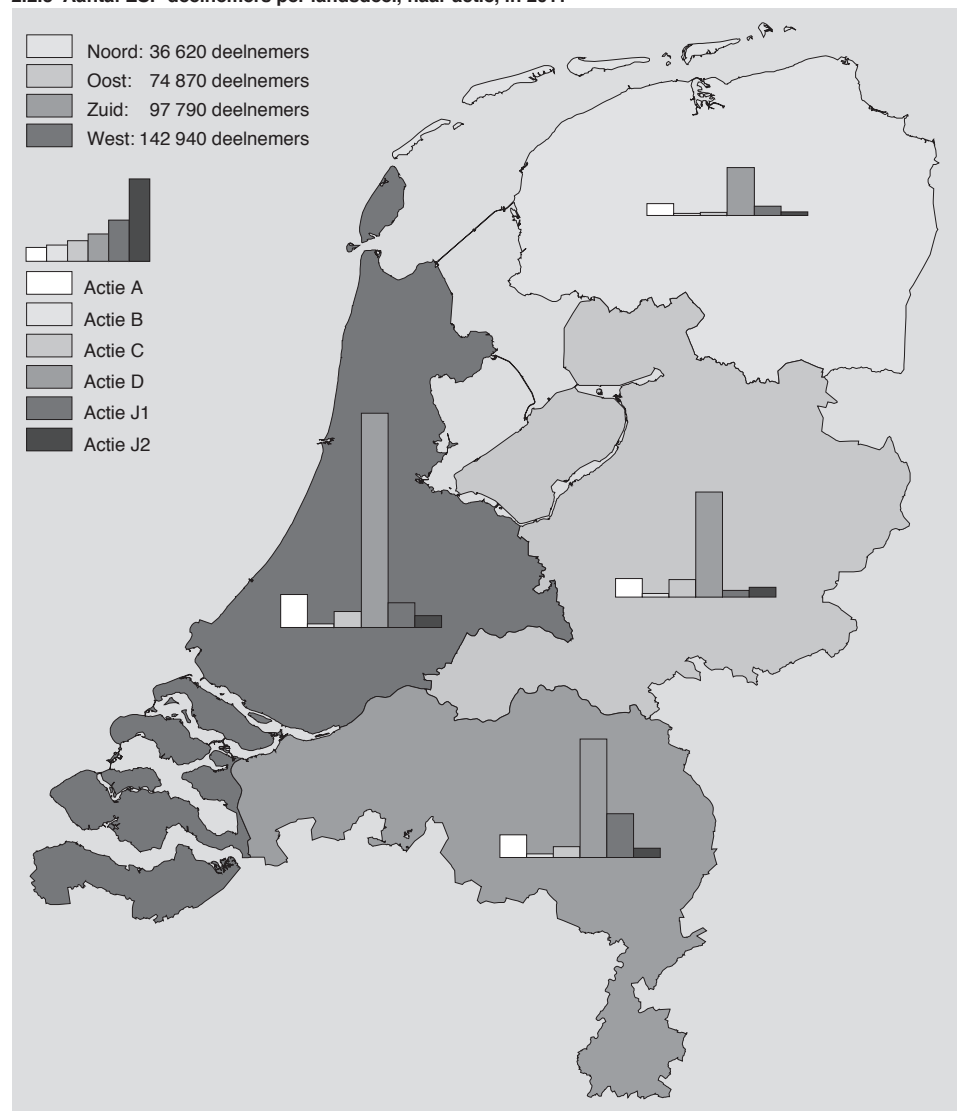 Noord: 36 620 deelnemers
Oost: 74 870 deelnemers
Zuid: 97 790 deelnemers
West: 142 940 deelnemers
Actie A
Actie B
Actie C
Actie D
Actie J1
Actie J2